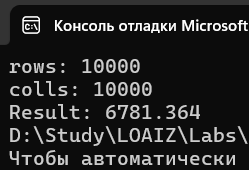 Консоль отладки Microsoft
rows: 10000
colls: 10000
Result: 6781.364
D:\Study\LOAIZ\Labs\
Чтобы автоматически